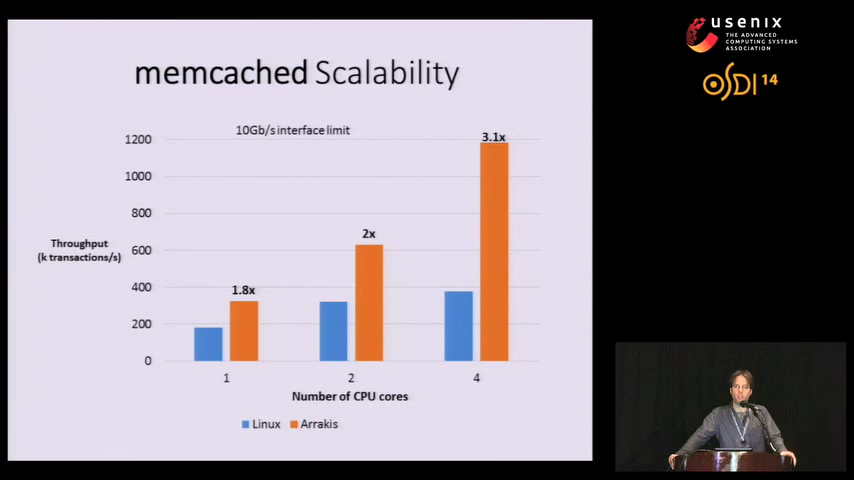 usenix
THE ADVANCED
COMPUTING SYSTEMS
ASSOCIATION
OSDI 14
memcached Scalability
10Gb/s interface limit
Throughput
(k transactions/s)
1200
1000
800
600
400
200
0
1.8x
2x
3.1x
1
2
4
Number of CPU cores
Linux
Arrakis